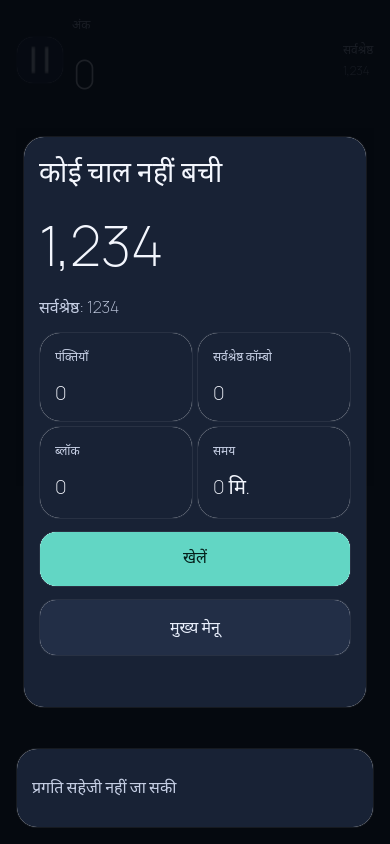 अंक
0
सर्वश्रेष्ठ
1,234
कोई चाल नहीं बची
1,234
सर्वश्रेष्ठ: 1234
पंक्तियाँ
सर्वश्रेष्ठ कॉम्बो
0
0
ब्लॉक
समय
0
0 मि.
खेलें
मुख्य मेनू
प्रगति सहेजी नहीं जा सकी